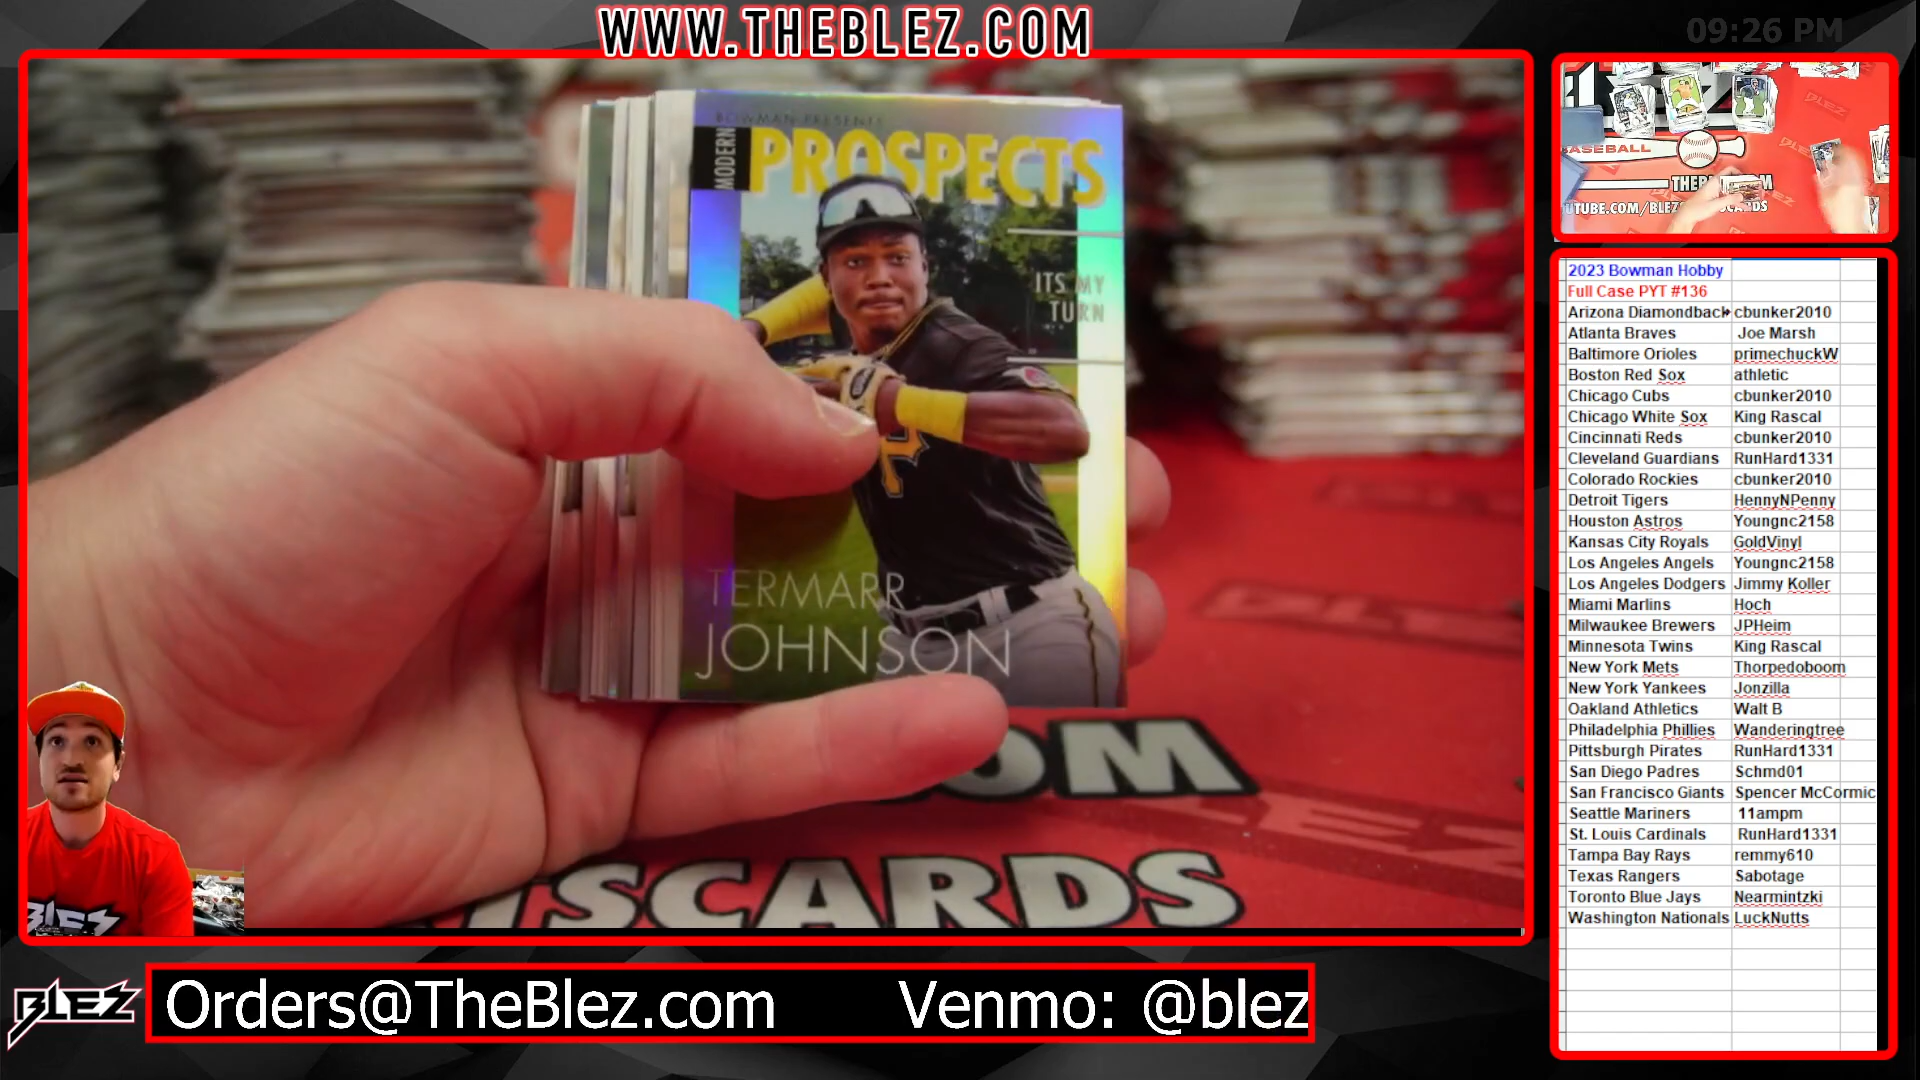 WWW.THEBLEZ.COM
09:26 PM
BOWMAN PRESENTS
MODERN
PROSPECTS
ITS MY
TURN
TERMARR
JOHNSON
OM
ISCARDS
BLEZ
Orders@TheBlez.com Venmo: @blez
BASEBALL
2023 Bowman Hobby
Full Case PYT #136
Arizona Diamondback cbunker2010
Atlanta Braves Joe Marsh
Baltimore Orioles primechuckW
Boston Red Sox athletic
Chicago Cubs cbunker2010
Chicago White Sox King Rascal
Cincinnati Reds cbunker2010
Cleveland Guardians RunHard1331
Colorado Rockies cbunker2010
Detroit Tigers HennyNPenny
Houston Astros Youngnc2158
Kansas City Royals GoldVinyl
Los Angeles Angels Youngnc2158
Los Angeles Dodgers Jimmy Koller
Miami Marlins Hoch
Milwaukee Brewers JPHeim
Minnesota Twins King Rascal
New York Mets Thorpedoboom
New York Yankees Jonzilla
Oakland Athletics Walt B
Philadelphia Phillies Wanderingtree
Pittsburgh Pirates RunHard1331
San Diego Padres Schmd01
San Francisco Giants Spencer McCormic
Seattle Mariners 11ampm
St. Louis Cardinals RunHard1331
Tampa Bay Rays remmy610
Texas Rangers Sabotage
Toronto Blue Jays Nearmintzki
Washington Nationals LuckNutts